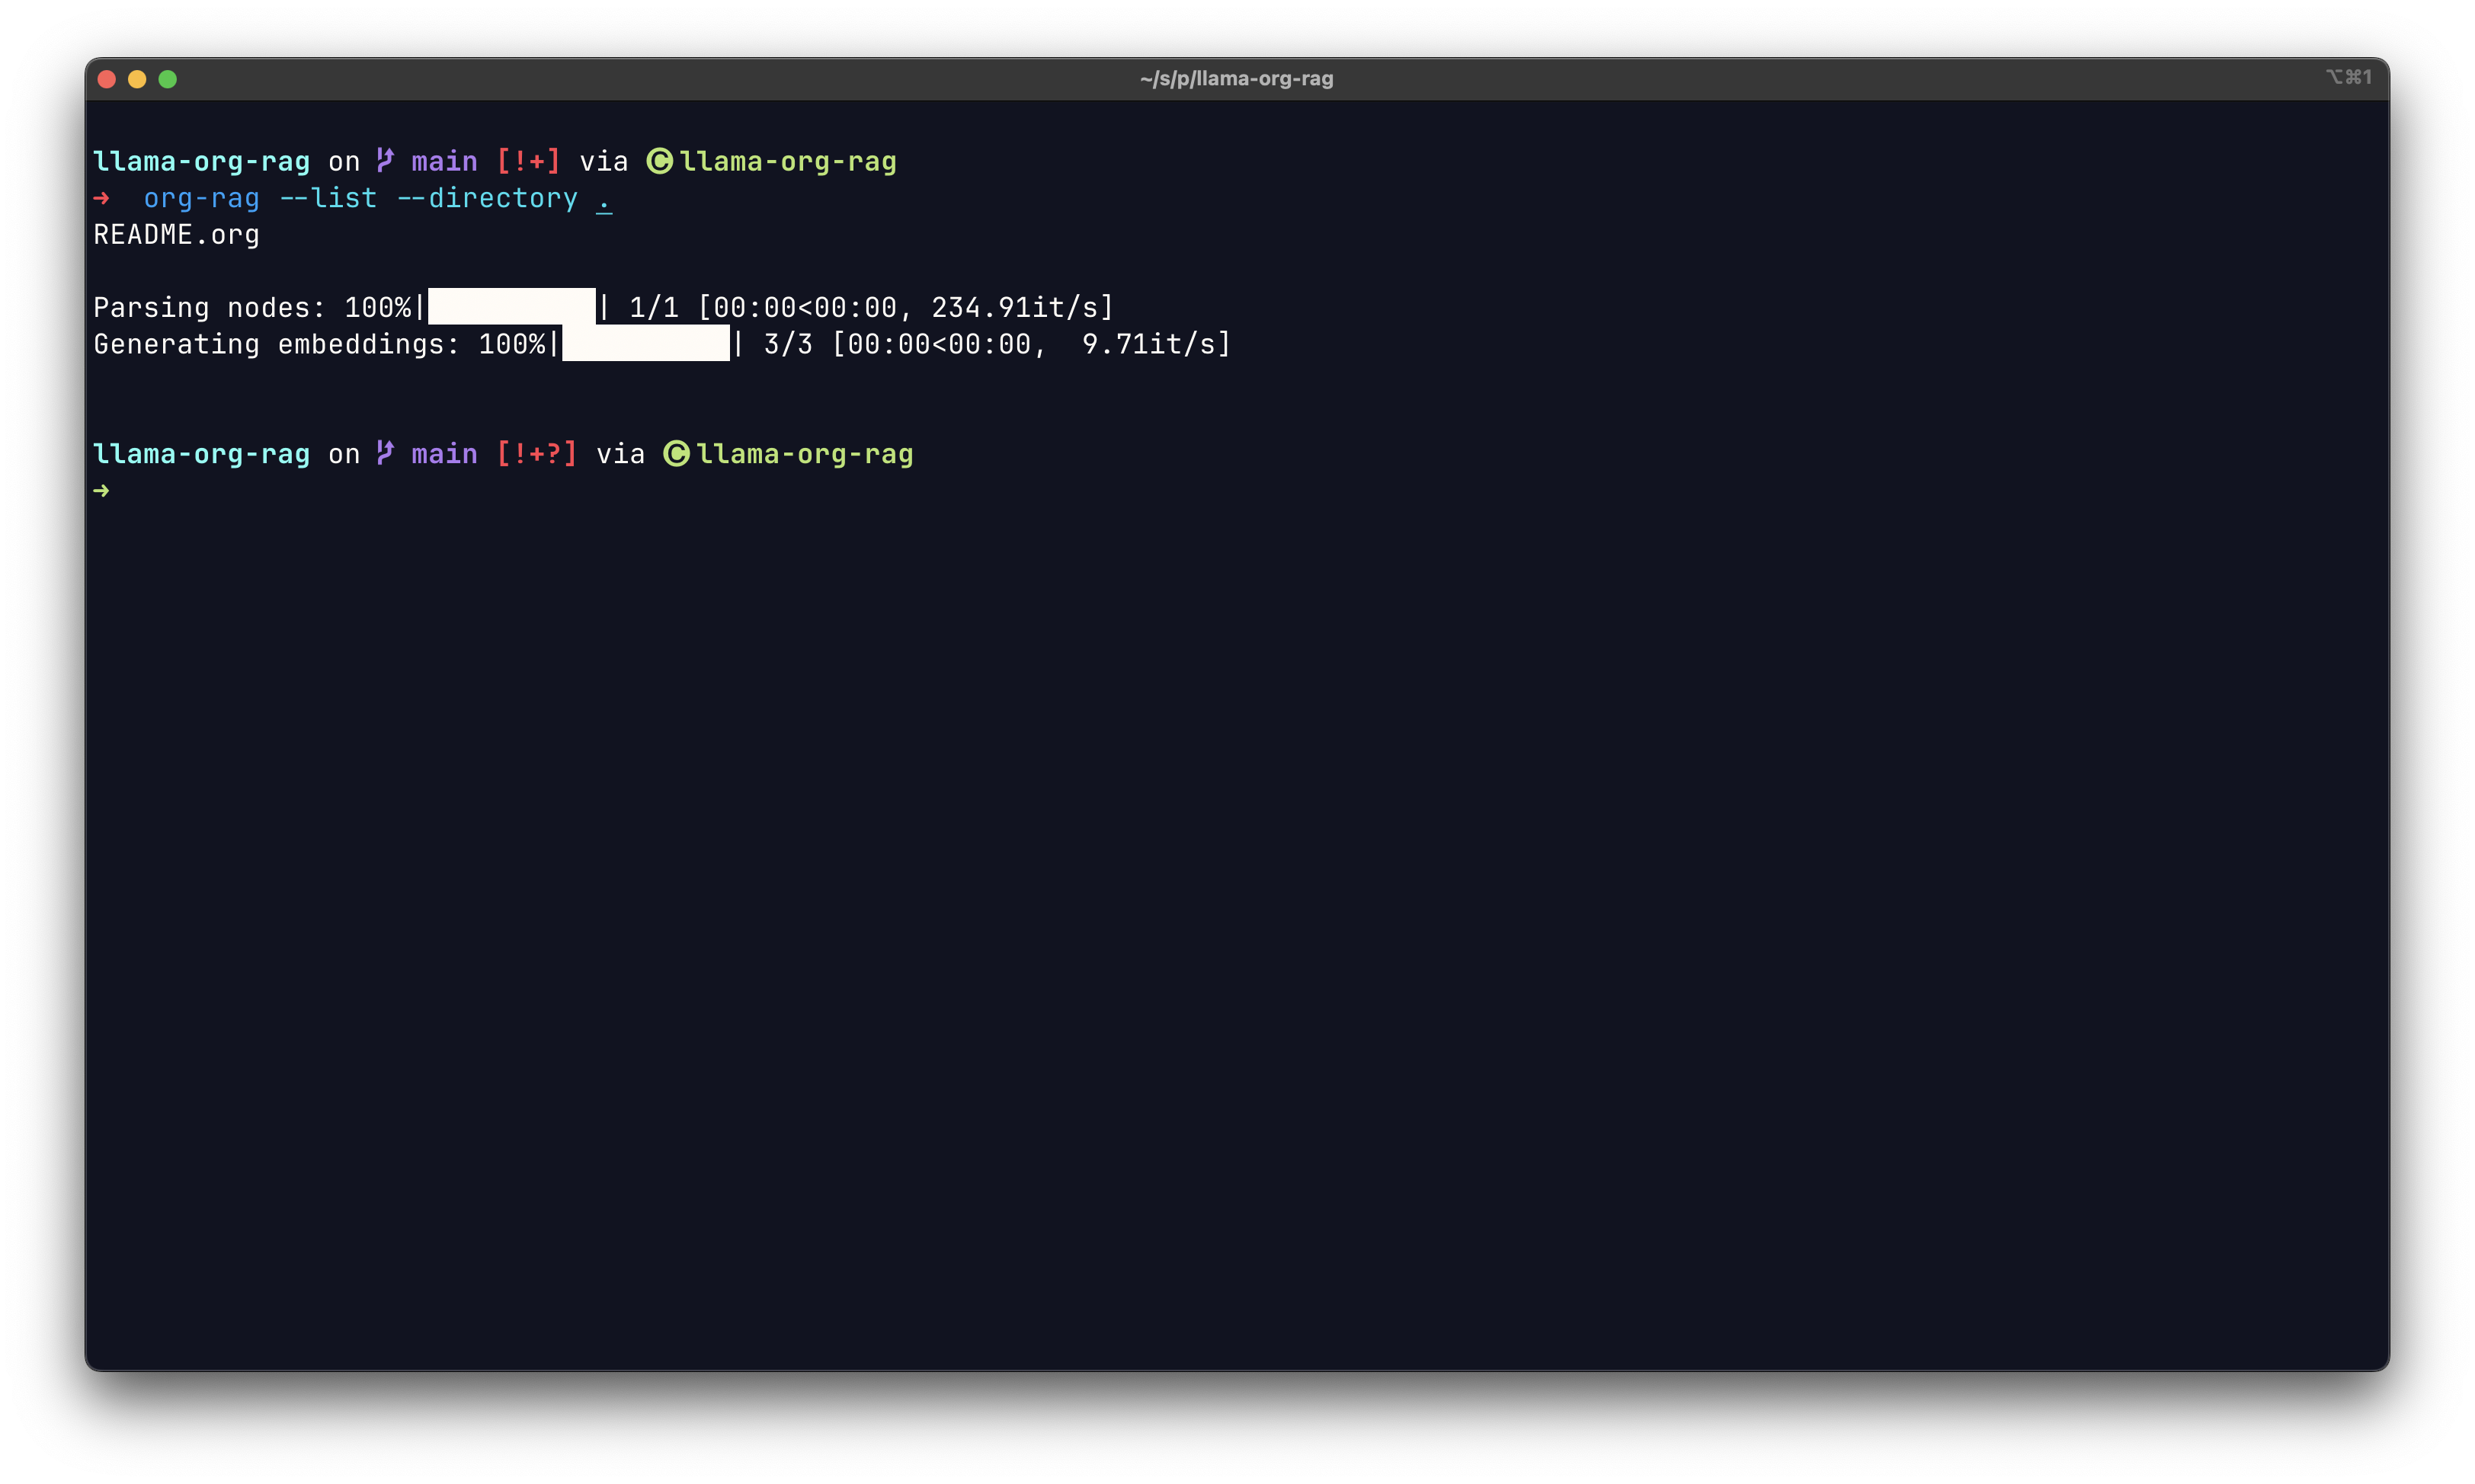 ~/s/p/llama-org-rag
⌥⌘1
llama-org-rag on main [!+] via 🅒 llama-org-rag
➜ org-rag --list --directory .
README.org
Parsing nodes: 100%|██████████| 1/1 [00:00<00:00, 234.91it/s]
Generating embeddings: 100%|██████████| 3/3 [00:00<00:00,  9.71it/s]
llama-org-rag on main [!+?] via 🅒 llama-org-rag
➜